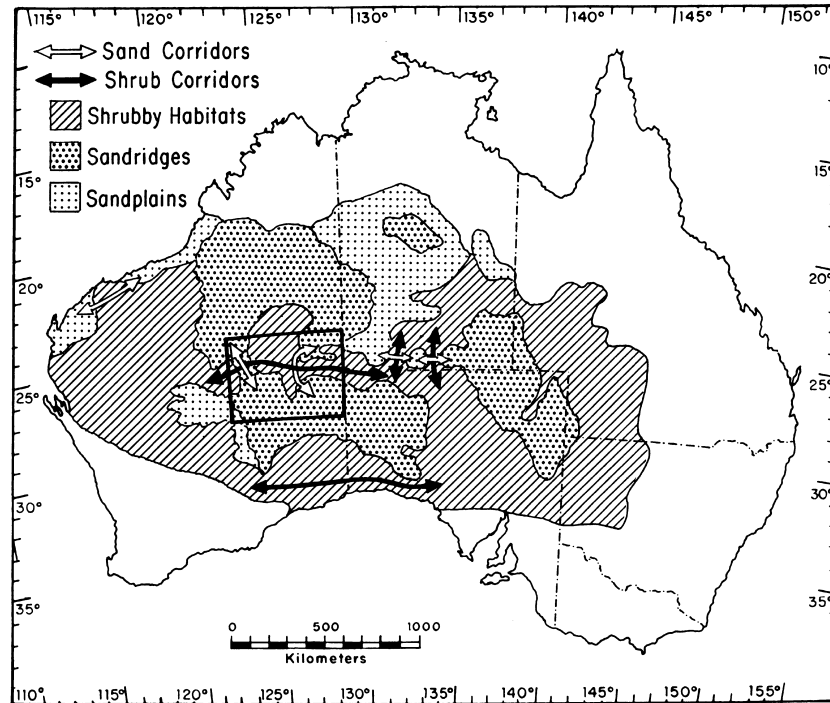 115° 120° 125° 130° 135° 140° 145° 150°
Sand Corridors
Shrub Corridors
Shrubby Habitats
Sandridges
Sandplains
10°
15° 15°
20° 20°
25° 25°
30° 30°
35° 35°
0 500 1000
Kilometers
110° 115° 120° 125° 130° 135° 140° 145° 150° 155°